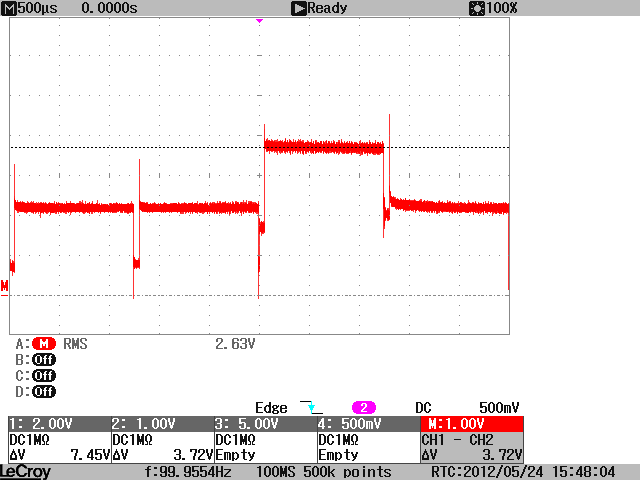 M 500µs 0.0000s Ready 100%
M
A: M RMS 2.63V
B: Off
C: Off
D: Off
Edge 2 DC 500mV
1: 2.00V 2: 1.00V 3: 5.00V 4: 500mV M:1.00V
DC1MΩ DC1MΩ DC1MΩ DC1MΩ CH1 - CH2
ΔV 7.45V ΔV 3.72V Empty Empty ΔV 3.72V
LeCroy f:99.9554Hz 100MS 500k points RTC:2012/05/24 15:48:04